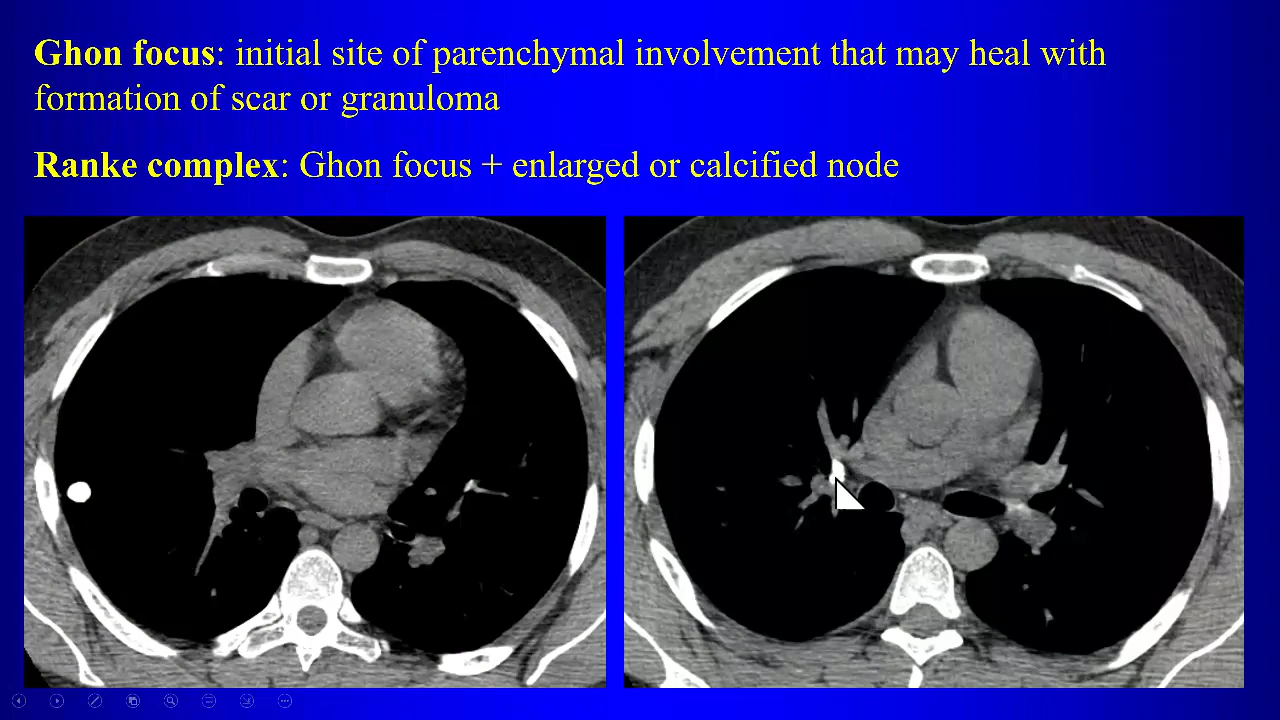 Ghon focus: initial site of parenchymal involvement that may heal with
formation of scar or granuloma
Ranke complex: Ghon focus + enlarged or calcified node